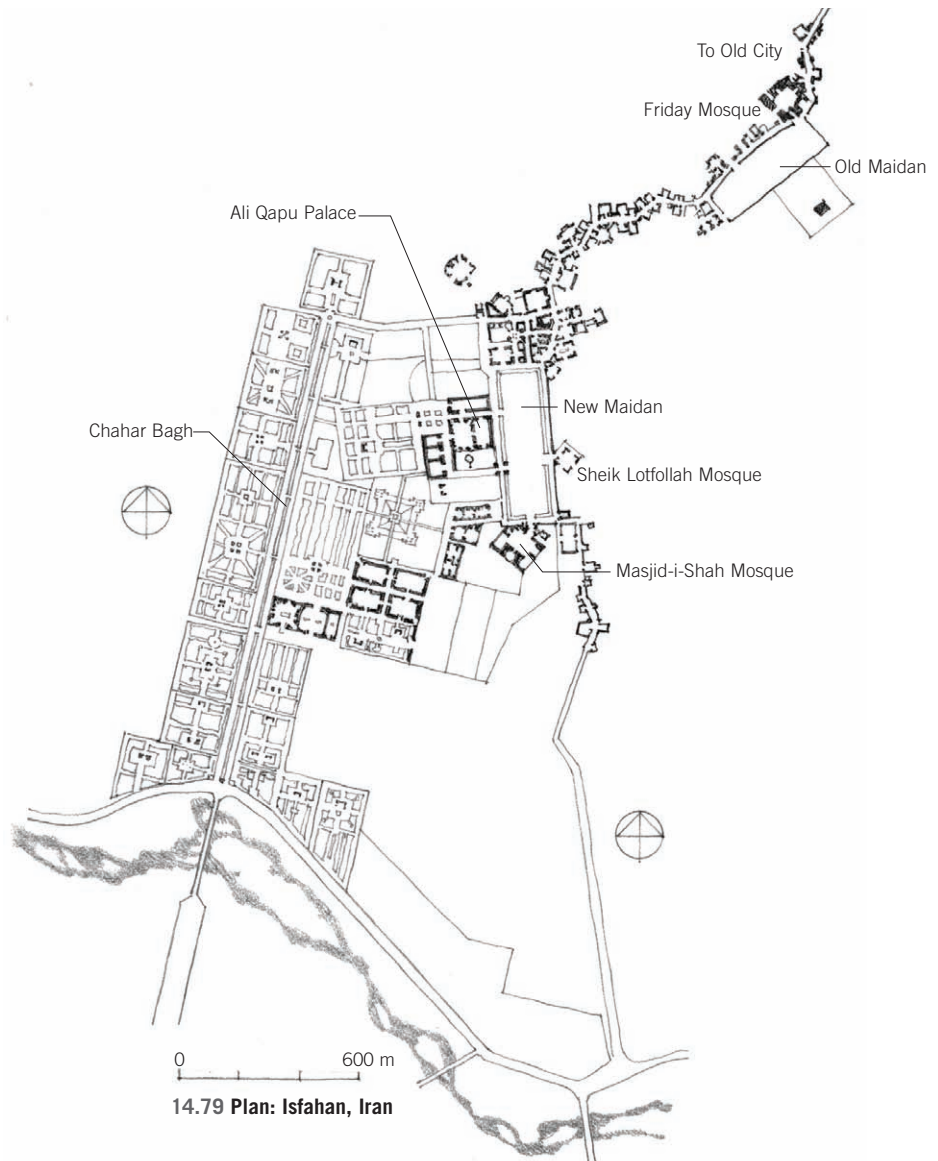 To Old City
Friday Mosque
Old Maidan
Ali Qapu Palace
New Maidan
Chahar Bagh
Sheik Lotfollah Mosque
Masjid-i-Shah Mosque
0 600 m
14.79 Plan: Isfahan, Iran